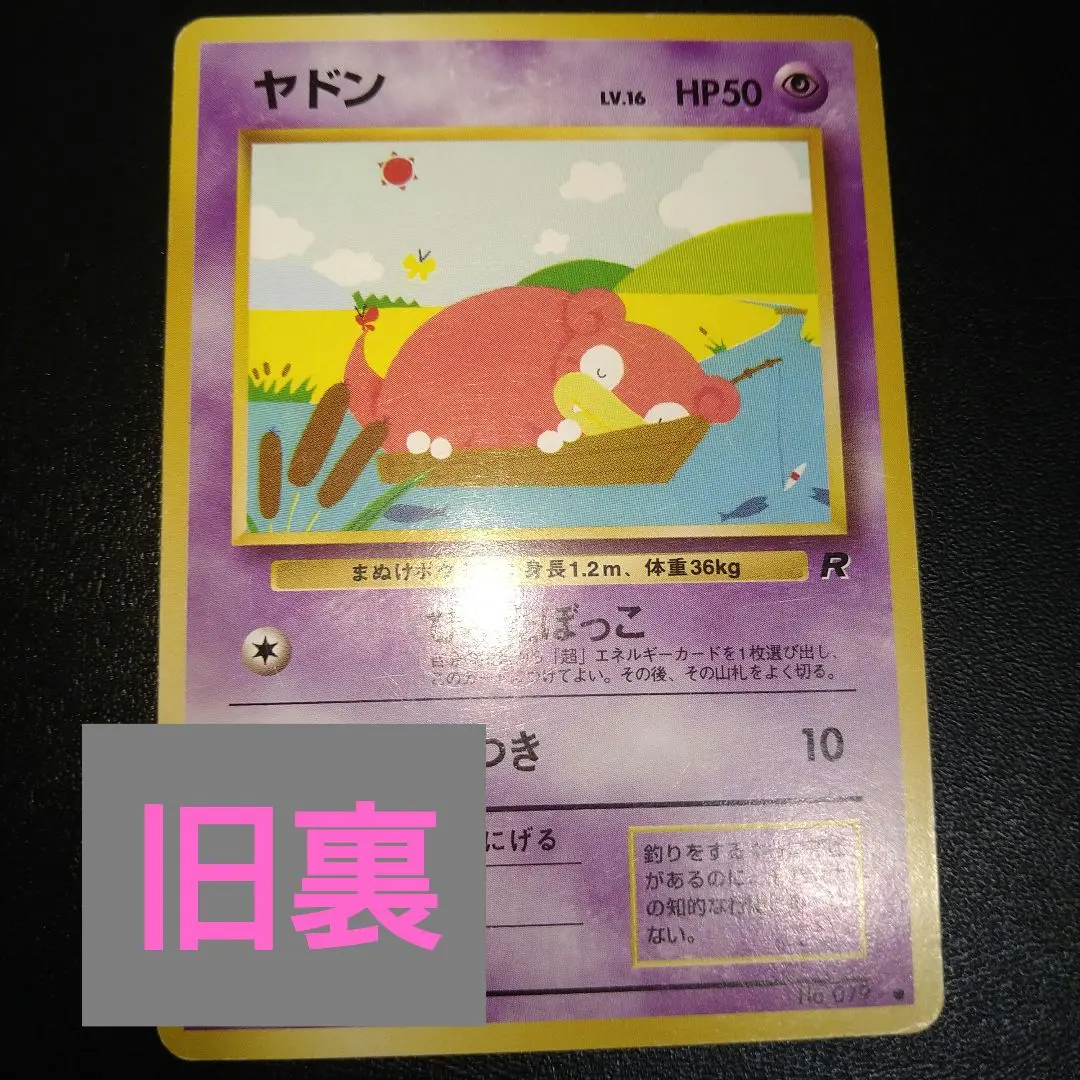 ヤドン LV.16 HP50
まぬけポケ 身長1.2m、体重36kg R
ぼっこ
「超」エネルギーカードを1枚選び出し、
つけてよい。その後、その山札をよく切る。
つき 10
にげる
釣りをする
があるのに、
の知的な
ない。
No 079
旧裏